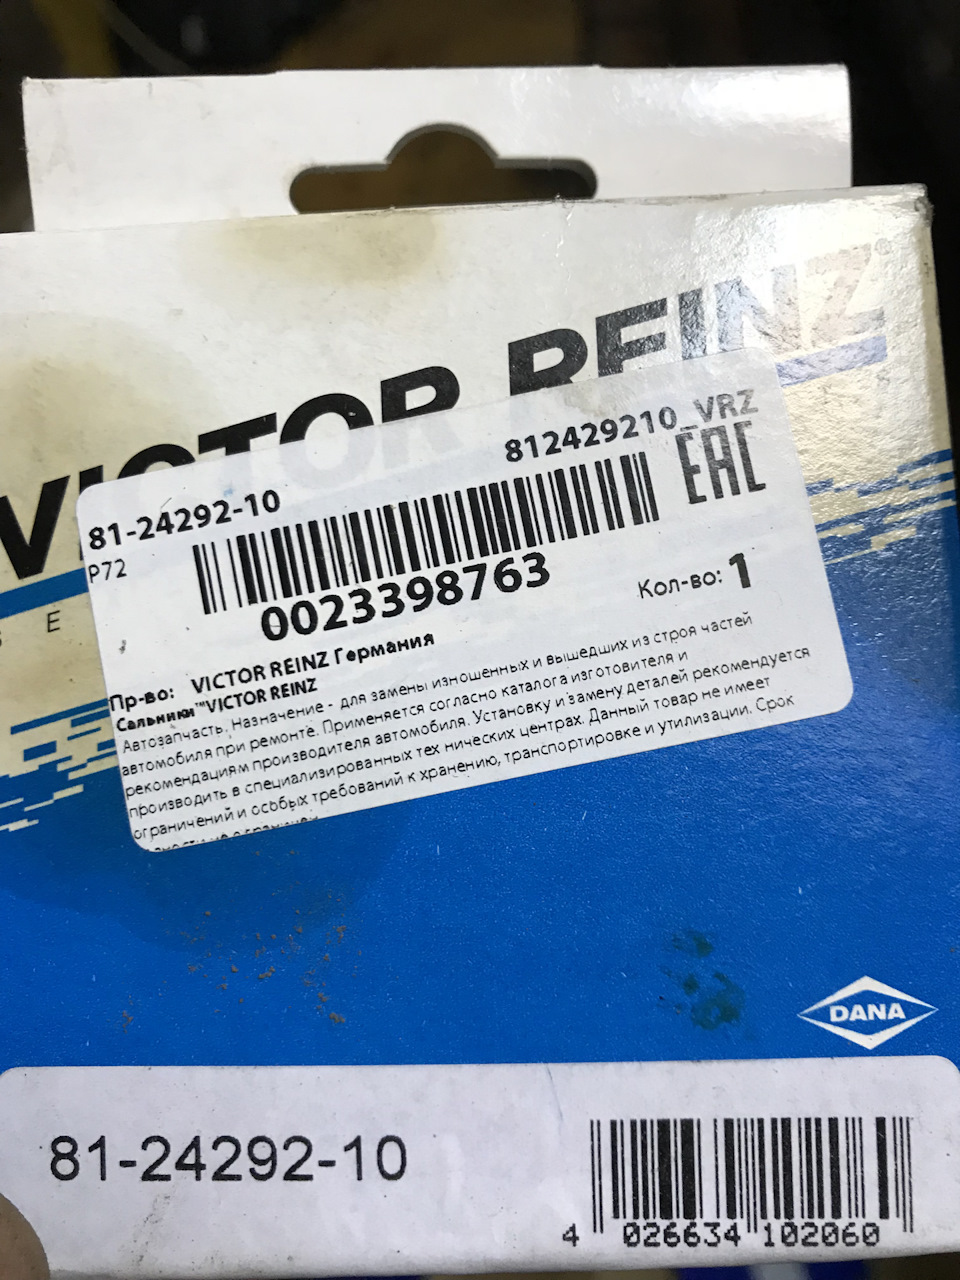 VICTOR REINZ®
81-24292-10
812429210_VRZ
P72
EAC
0023398763
Кол-во: 1
Пр-во: VICTOR REINZ Германия
Сальники™VICTOR REINZ
Автозапчасть. Назначение - для замены изношенных и вышедших из строя частей
автомобиля при ремонте. Применяется согласно каталога изготовителя и
рекомендациям производителя автомобиля. Установку и замену деталей рекомендуется
производить в специализированных тех нических центрах. Данный товар не имеет
ограничений и особых требований к хранению, транспортировке и утилизации. Срок
DANA
81-24292-10
4 026634 102060